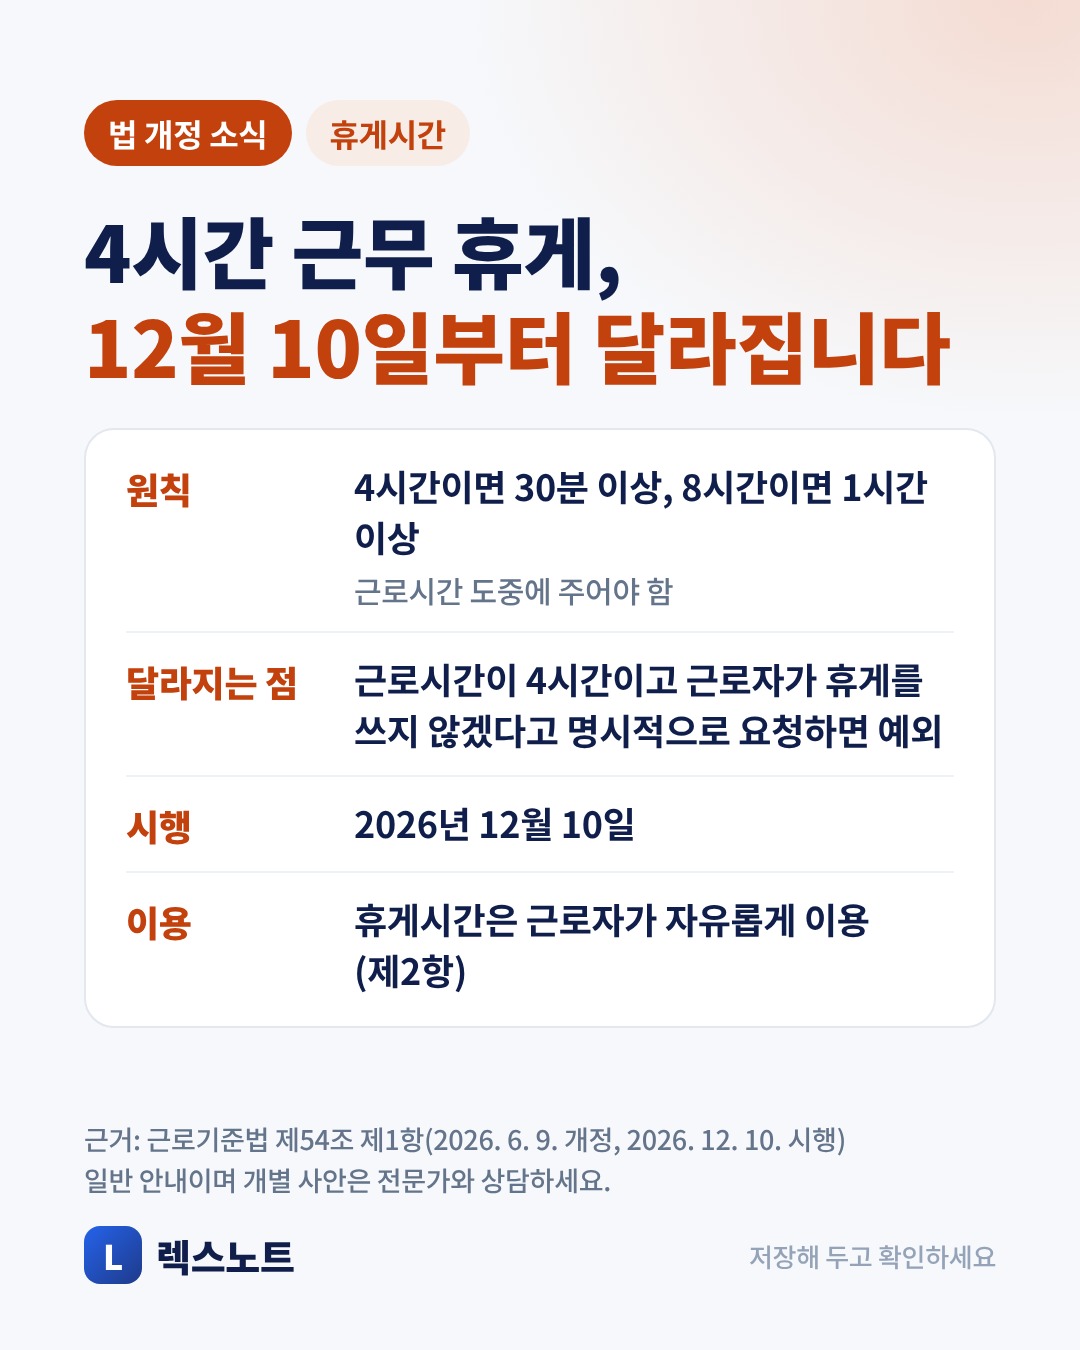 법 개정 소식
휴게시간
4시간 근무 휴게,
12월 10일부터 달라집니다
원칙
4시간이면 30분 이상, 8시간이면 1시간
이상
근로시간 도중에 주어야 함
달라지는 점
근로시간이 4시간이고 근로자가 휴게를
쓰지 않겠다고 명시적으로 요청하면 예외
시행
2026년 12월 10일
이용
휴게시간은 근로자가 자유롭게 이용
(제2항)
근거: 근로기준법 제54조 제1항(2026. 6. 9. 개정, 2026. 12. 10. 시행)
일반 안내이며 개별 사안은 전문가와 상담하세요.
L 렉스노트
저장해 두고 확인하세요